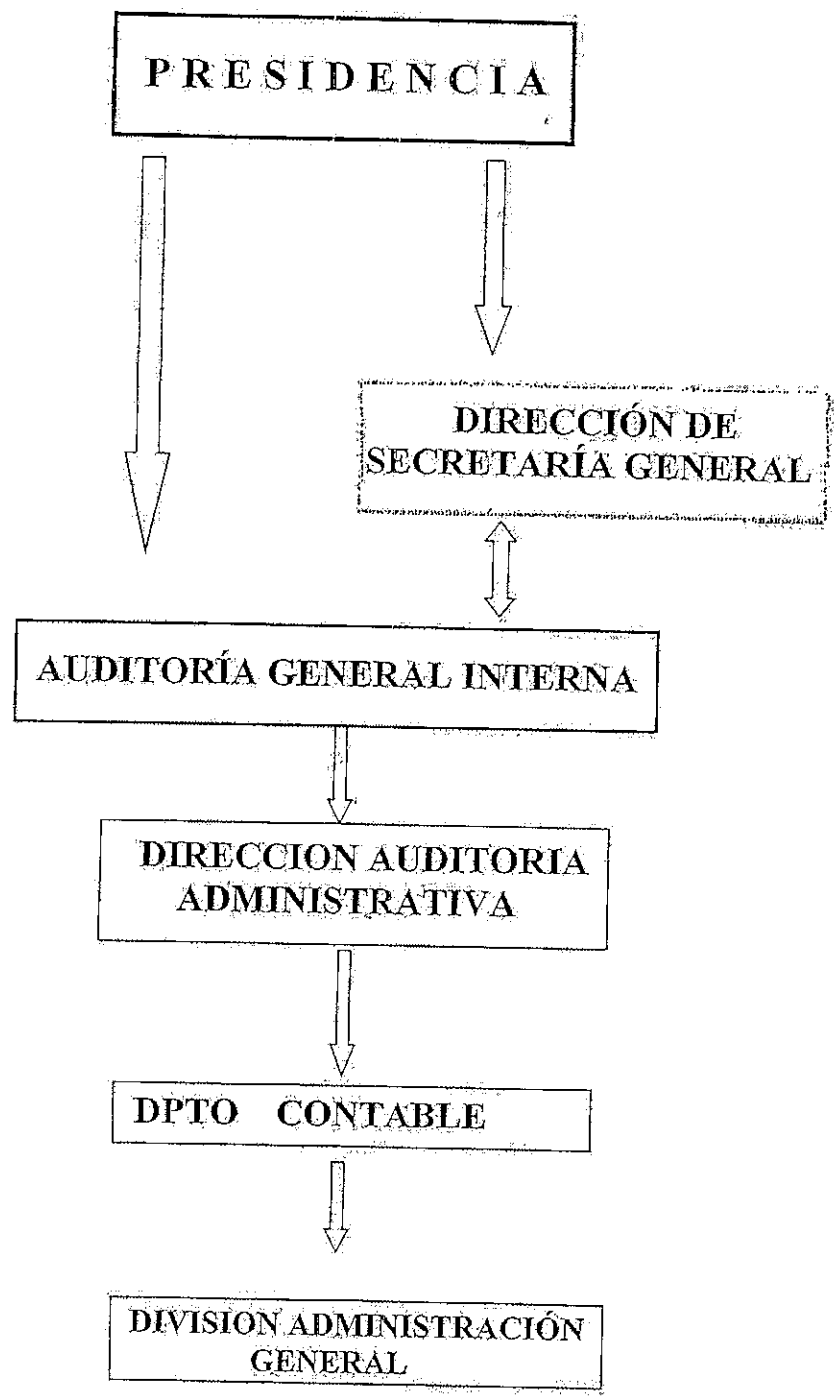 PRESIDENCIA
DIRECCIÓN DE
SECRETARÍA GENERAL
AUDITORÍA GENERAL INTERNA
DIRECCION AUDITORIA
ADMINISTRATIVA
DPTO CONTABLE
DIVISION ADMINISTRACIÓN
GENERAL